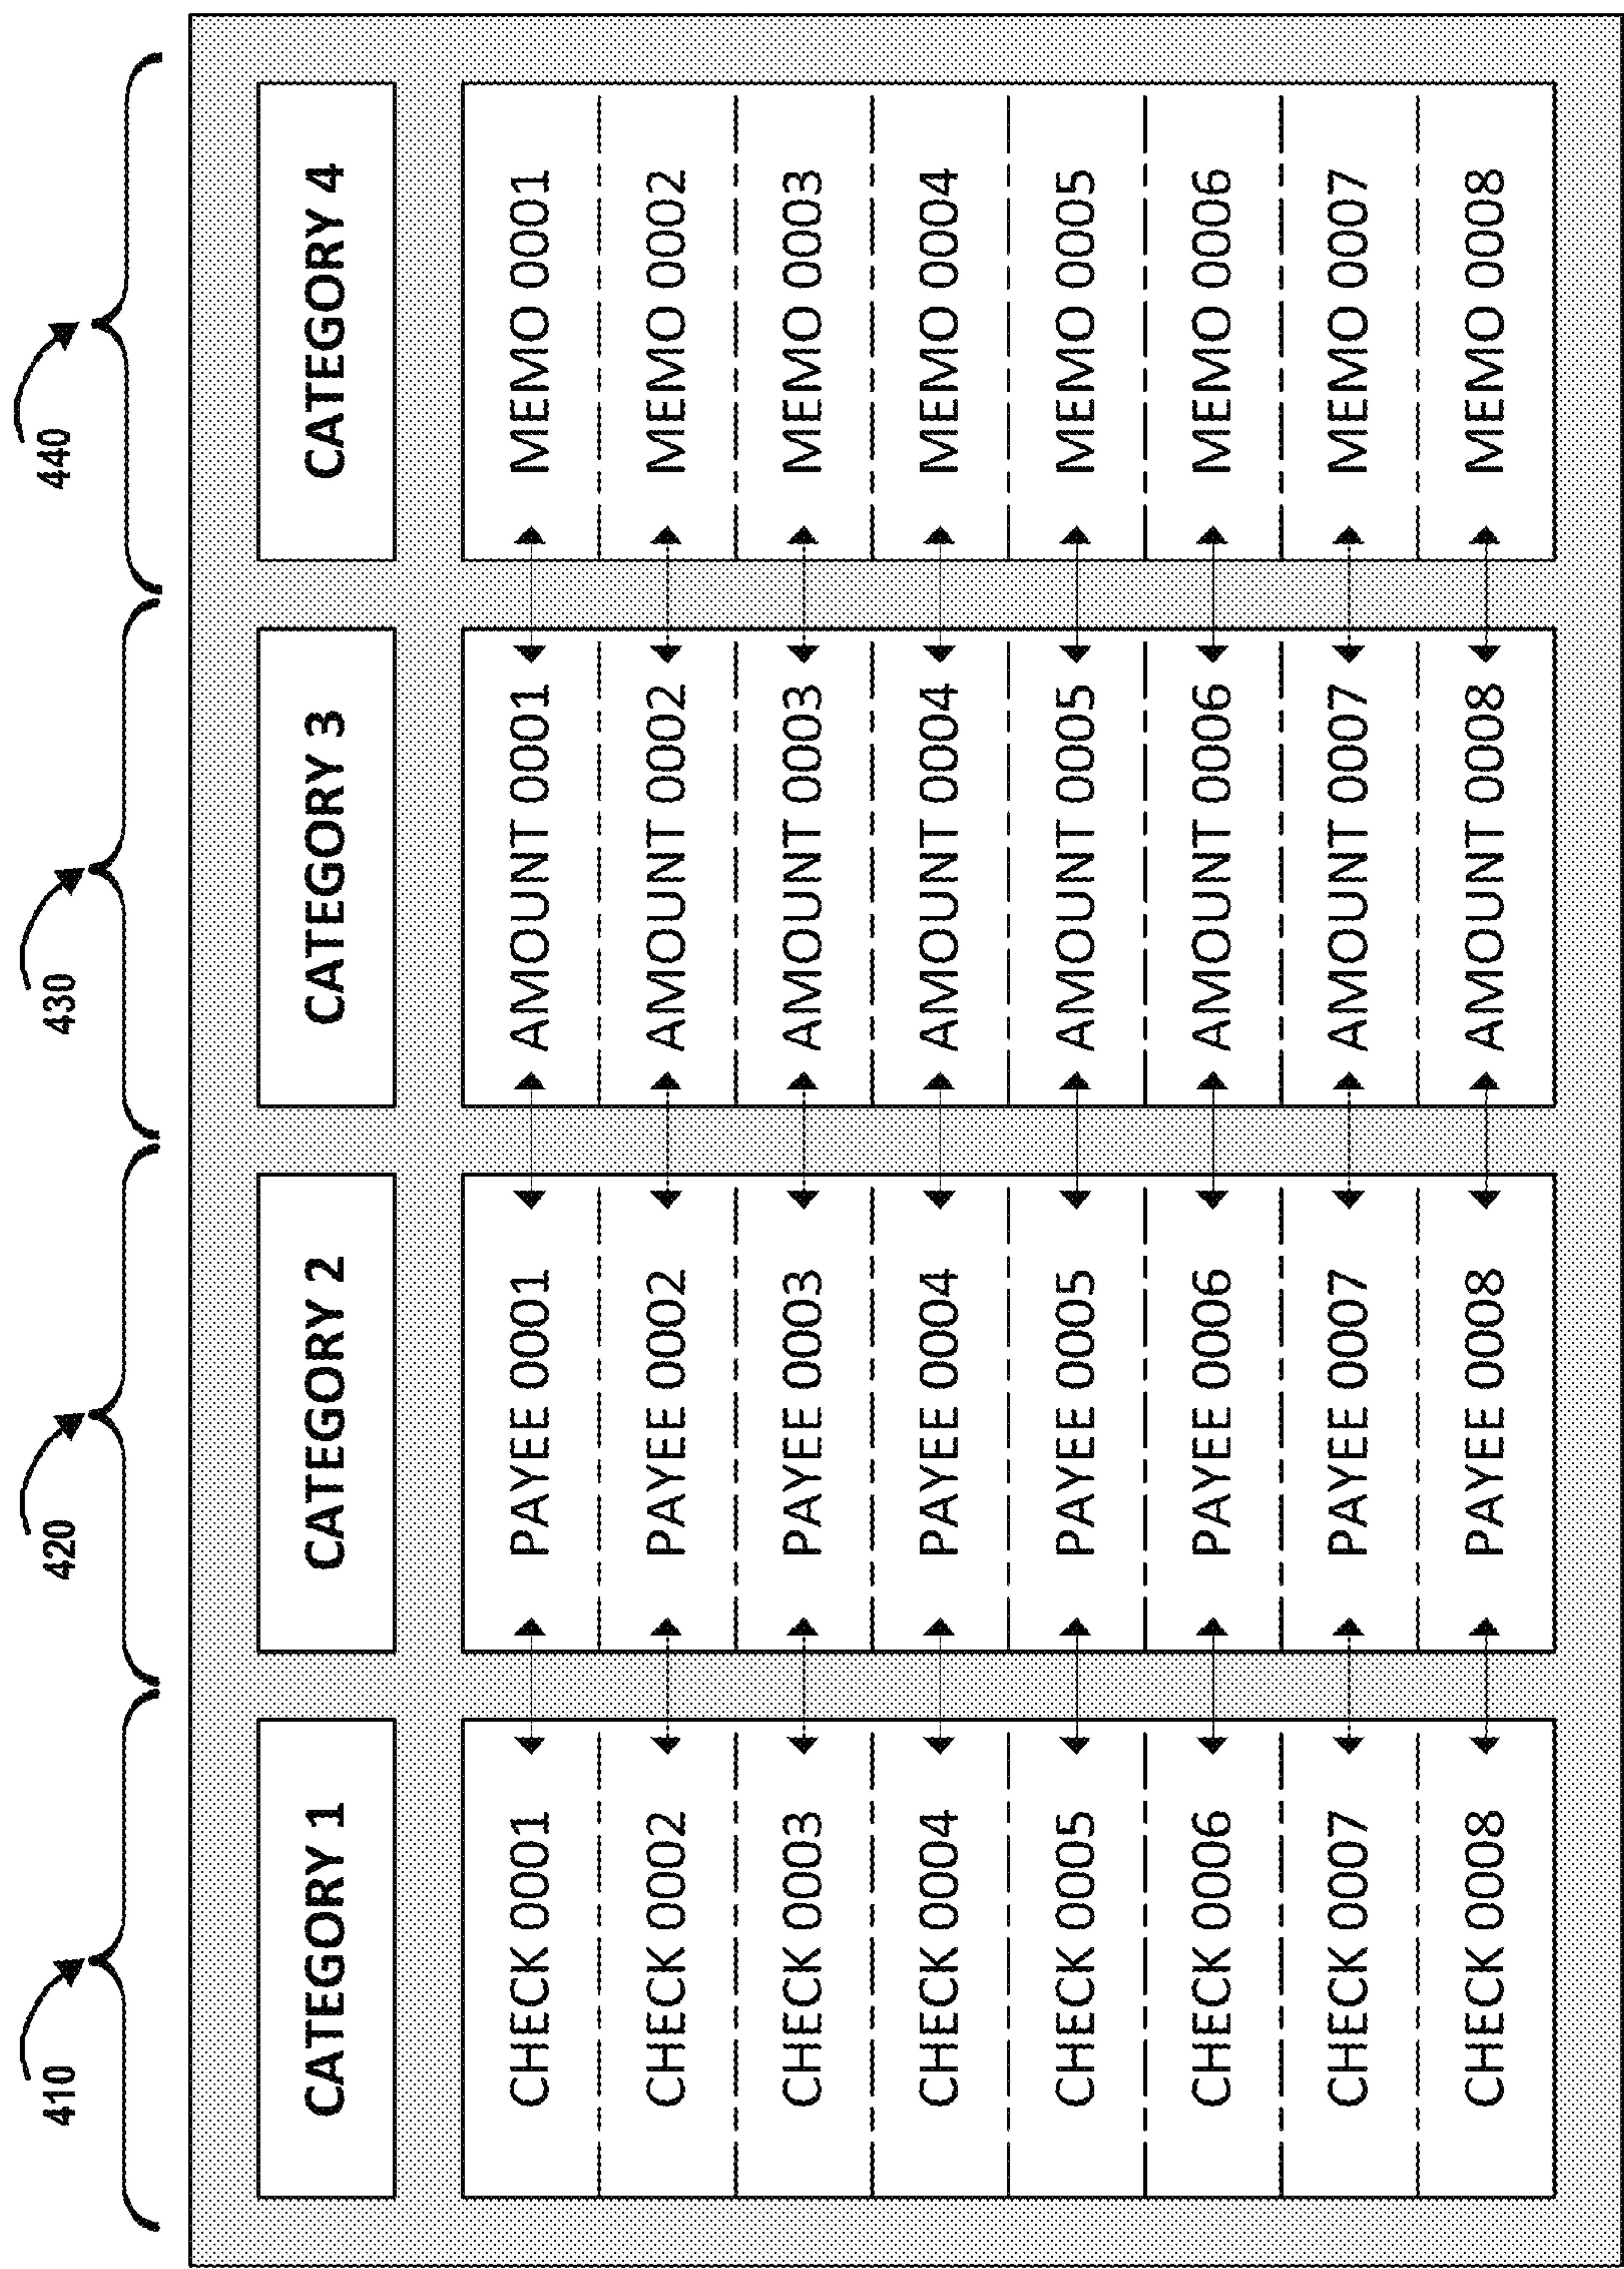 410 420 430 440
CATEGORY 1 CATEGORY 2 CATEGORY 3 CATEGORY 4
CHECK 0001 PAYEE 0001 AMOUNT 0001 MEMO 0001
CHECK 0002 PAYEE 0002 AMOUNT 0002 MEMO 0002
CHECK 0003 PAYEE 0003 AMOUNT 0003 MEMO 0003
CHECK 0004 PAYEE 0004 AMOUNT 0004 MEMO 0004
CHECK 0005 PAYEE 0005 AMOUNT 0005 MEMO 0005
CHECK 0006 PAYEE 0006 AMOUNT 0006 MEMO 0006
CHECK 0007 PAYEE 0007 AMOUNT 0007 MEMO 0007
CHECK 0008 PAYEE 0008 AMOUNT 0008 MEMO 0008